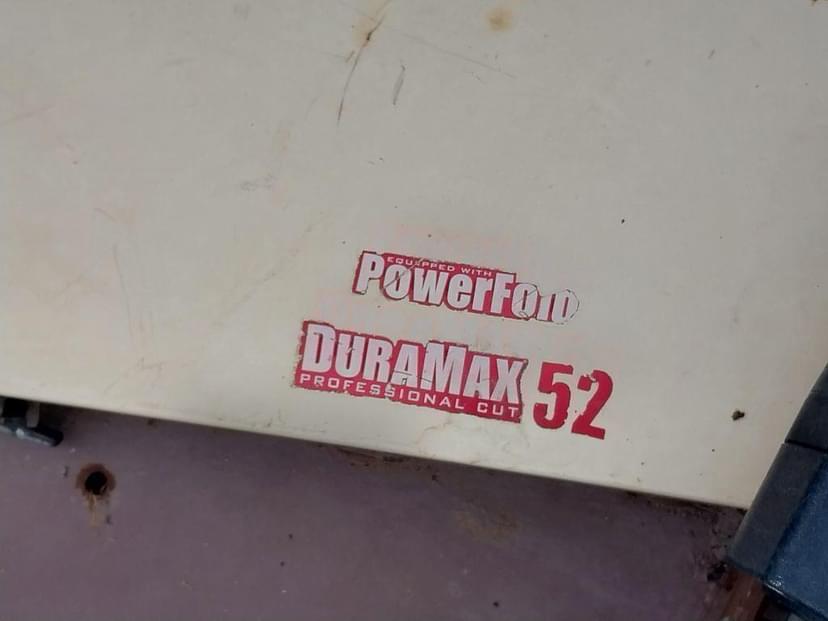 EQUIPPED WITH
POWERFOLD
DURAMAX 52
PROFESSIONAL CUT